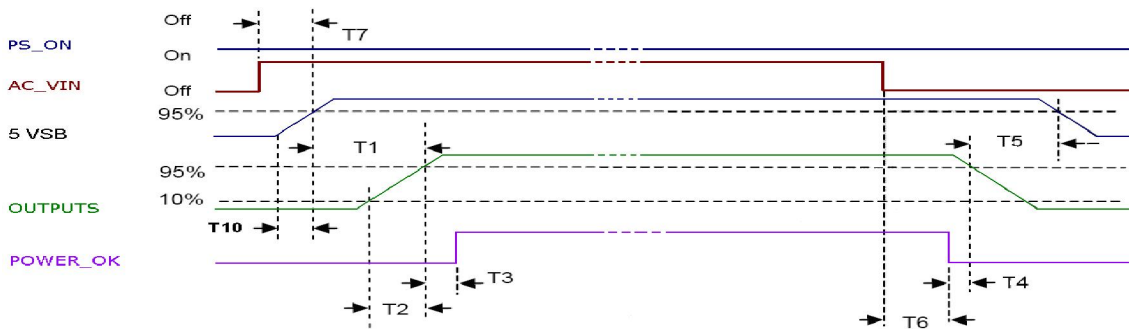 Off
PS_ON
T7
On
AC_VIN
Off
95%
5 VSB
T1
T5
95%
10%
OUTPUTS
T10
POWER_OK
T3
T4
T2
T6